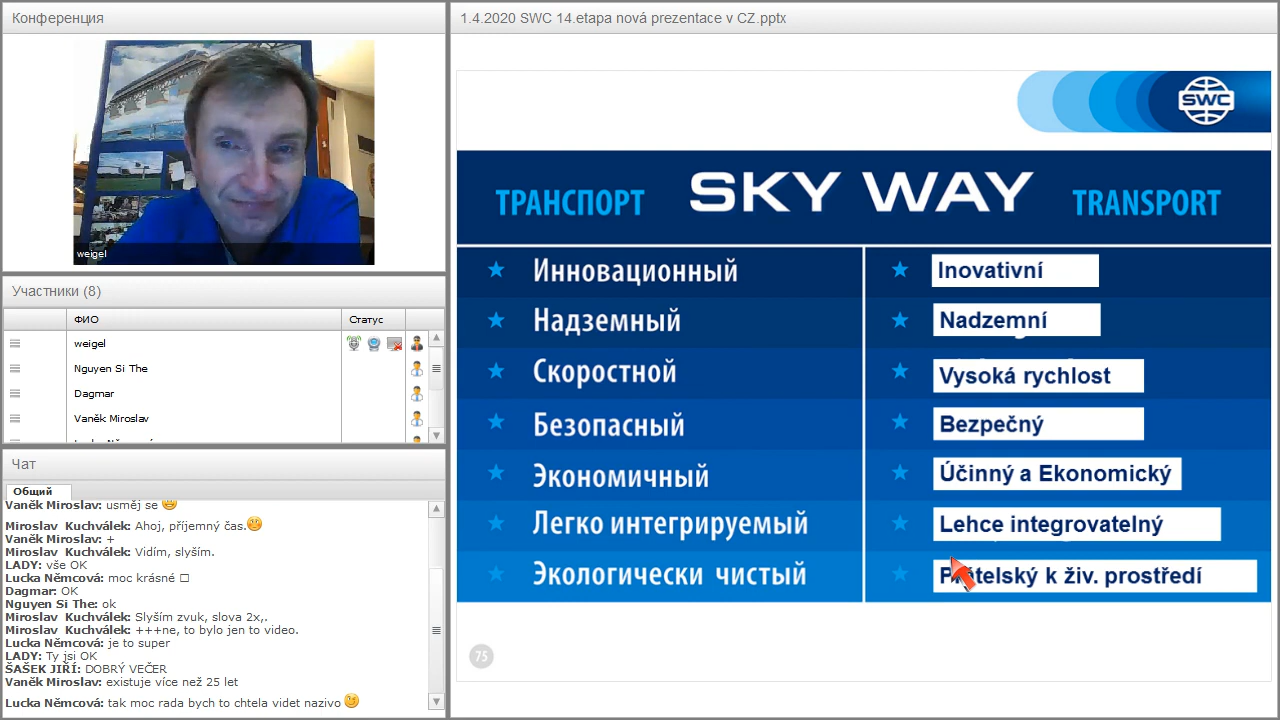 Конференция
weigel
Участники (8)
ФИО
Статус
weigel
Nguyen Si The
Dagmar
Vaněk Miroslav
Чат
Общий
Vaněk Miroslav: usměj se
Miroslav Kuchválek: Ahoj, příjemný čas.
Vaněk Miroslav: +
Miroslav Kuchválek: Vidím, slyším.
LADY: vše OK
Lucka Němcová: moc krásné
Dagmar: OK
Nguyen Si The: ok
Miroslav Kuchválek: Slyším zvuk, slova 2x,.
Miroslav Kuchválek: +++ne, to bylo jen to video.
Lucka Němcová: je to super
LADY: Ty jsi OK
ŠAŠEK JIŘÍ: DOBRÝ VEČER
Vaněk Miroslav: existuje více než 25 let
Lucka Němcová: tak moc rada bych to chtela videt nazivo
1.4.2020 SWC 14.etapa nová prezentace v CZ.pptx
SWC
ТРАНСПОРТ SKY WAY TRANSPORT
Инновационный Inovativní
Надземный Nadzemní
Скоростной Vysoká rychlost
Безопасный Bezpečný
Экономичный Účinný a Ekonomický
Легко интегрируемый Lehce integrovatelný
Экологически чистый Přátelský k živ. prostředí
75